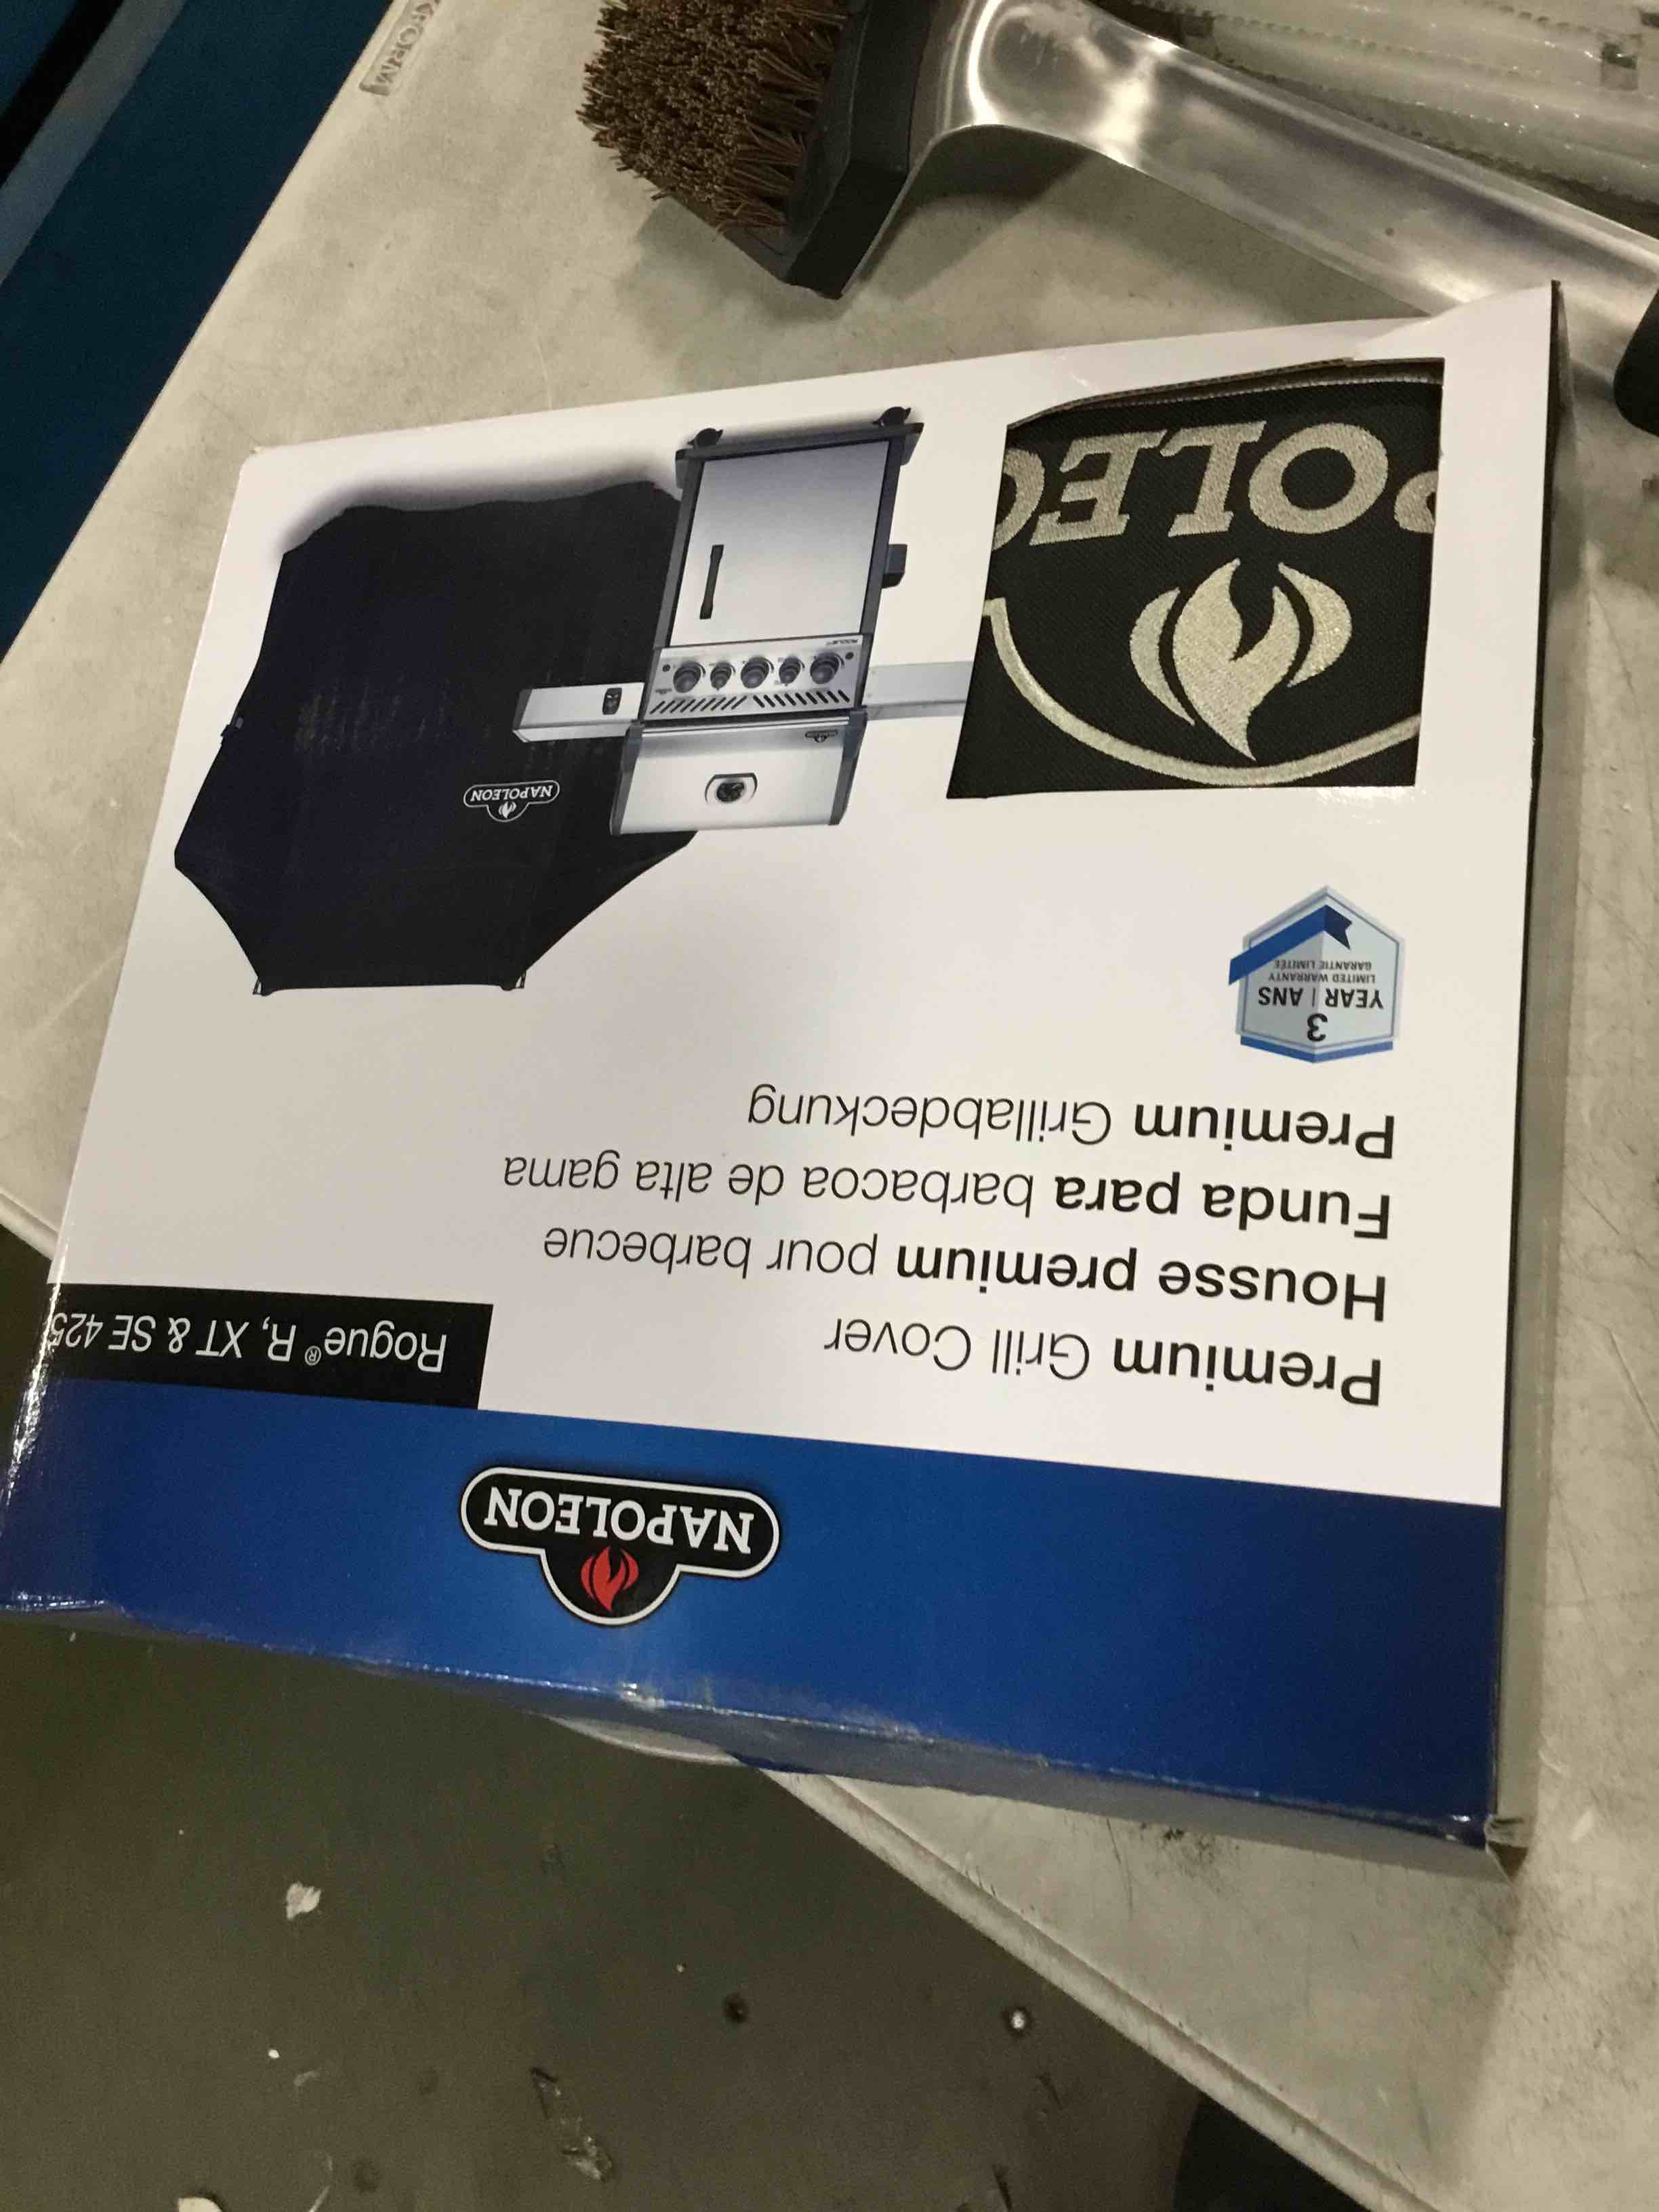 NAPOLEON
Rogue® R, XT & SE 425
Premium Grill Cover
Housse premium pour barbecue
Funda para barbacoa de alta gama
Premium Grillabdeckung
3
YEAR | ANS
LIMITED WARRANTY
GARANTIE LIMITÉE
NAPOLEON
POLEO